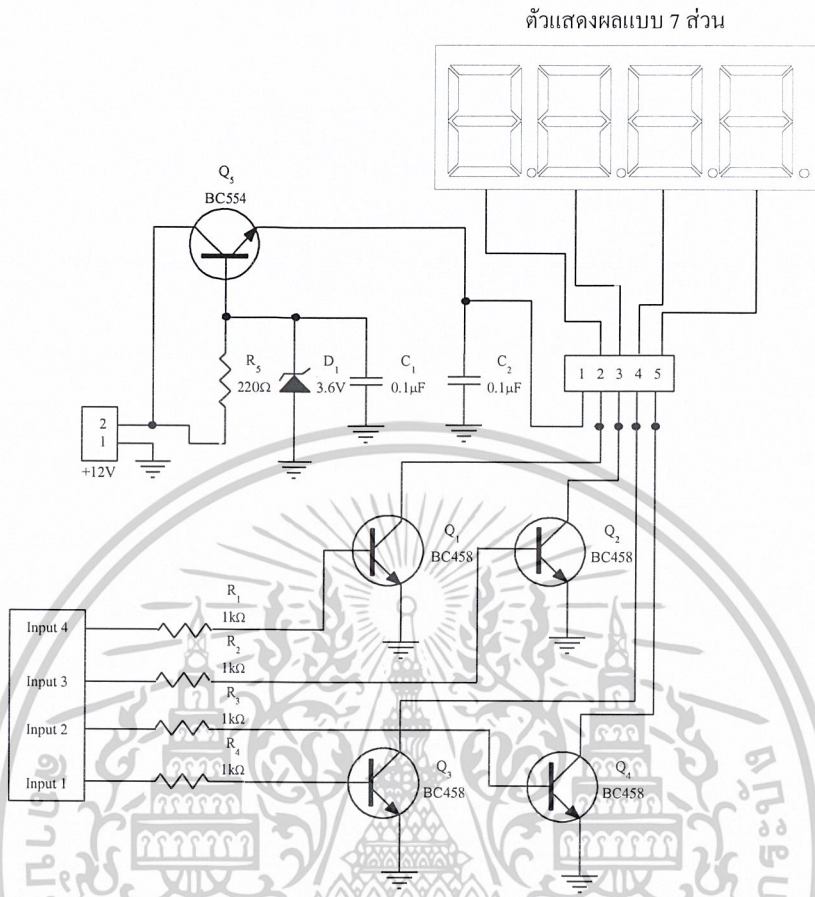 ตัวแสดงผลแบบ 7 ส่วน
Q5
BC554
R5
220Ω
D1
3.6V
C1
0.1µF
C2
0.1µF
1 2 3 4 5
2
1
+12V
Q1
BC458
Q2
BC458
R1
1kΩ
Input 4
R2
1kΩ
Input 3
R3
1kΩ
Input 2
R4
1kΩ
Input 1
Q3
BC458
Q4
BC458